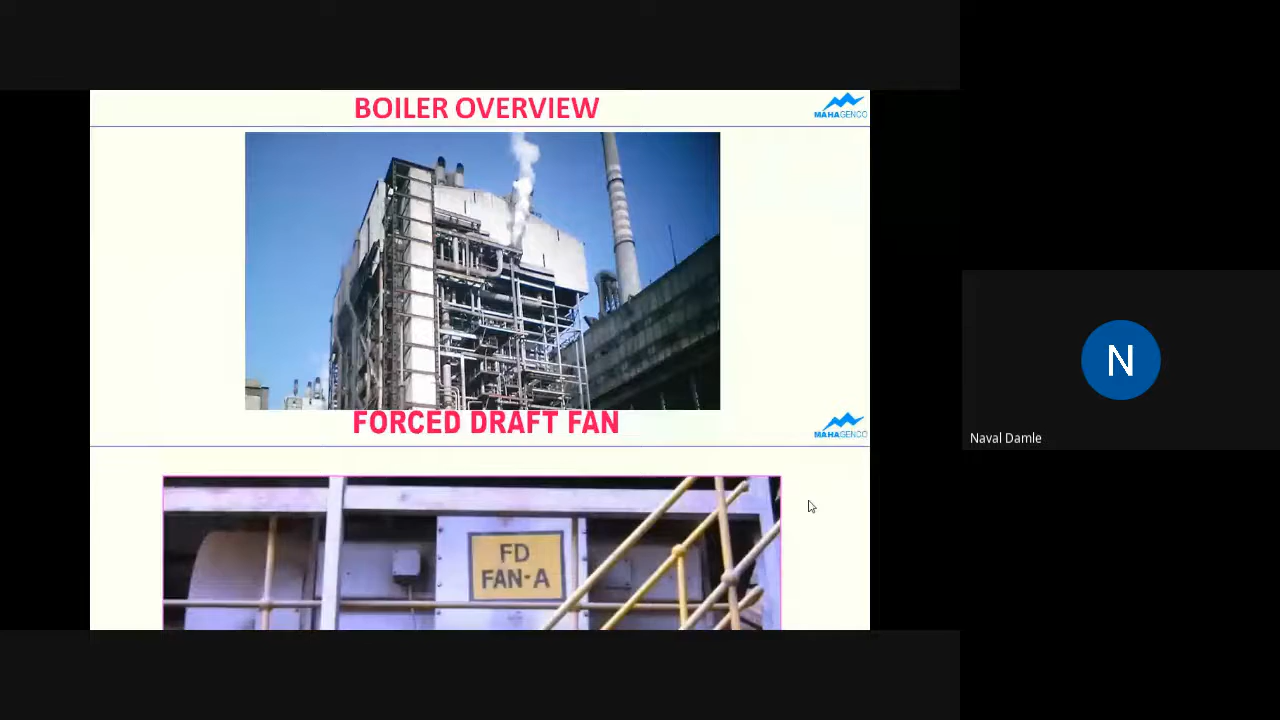 BOILER OVERVIEW
MAHAGENCO
FORCED DRAFT FAN
MAHAGENCO
FD
FAN-A
N
Naval Damle